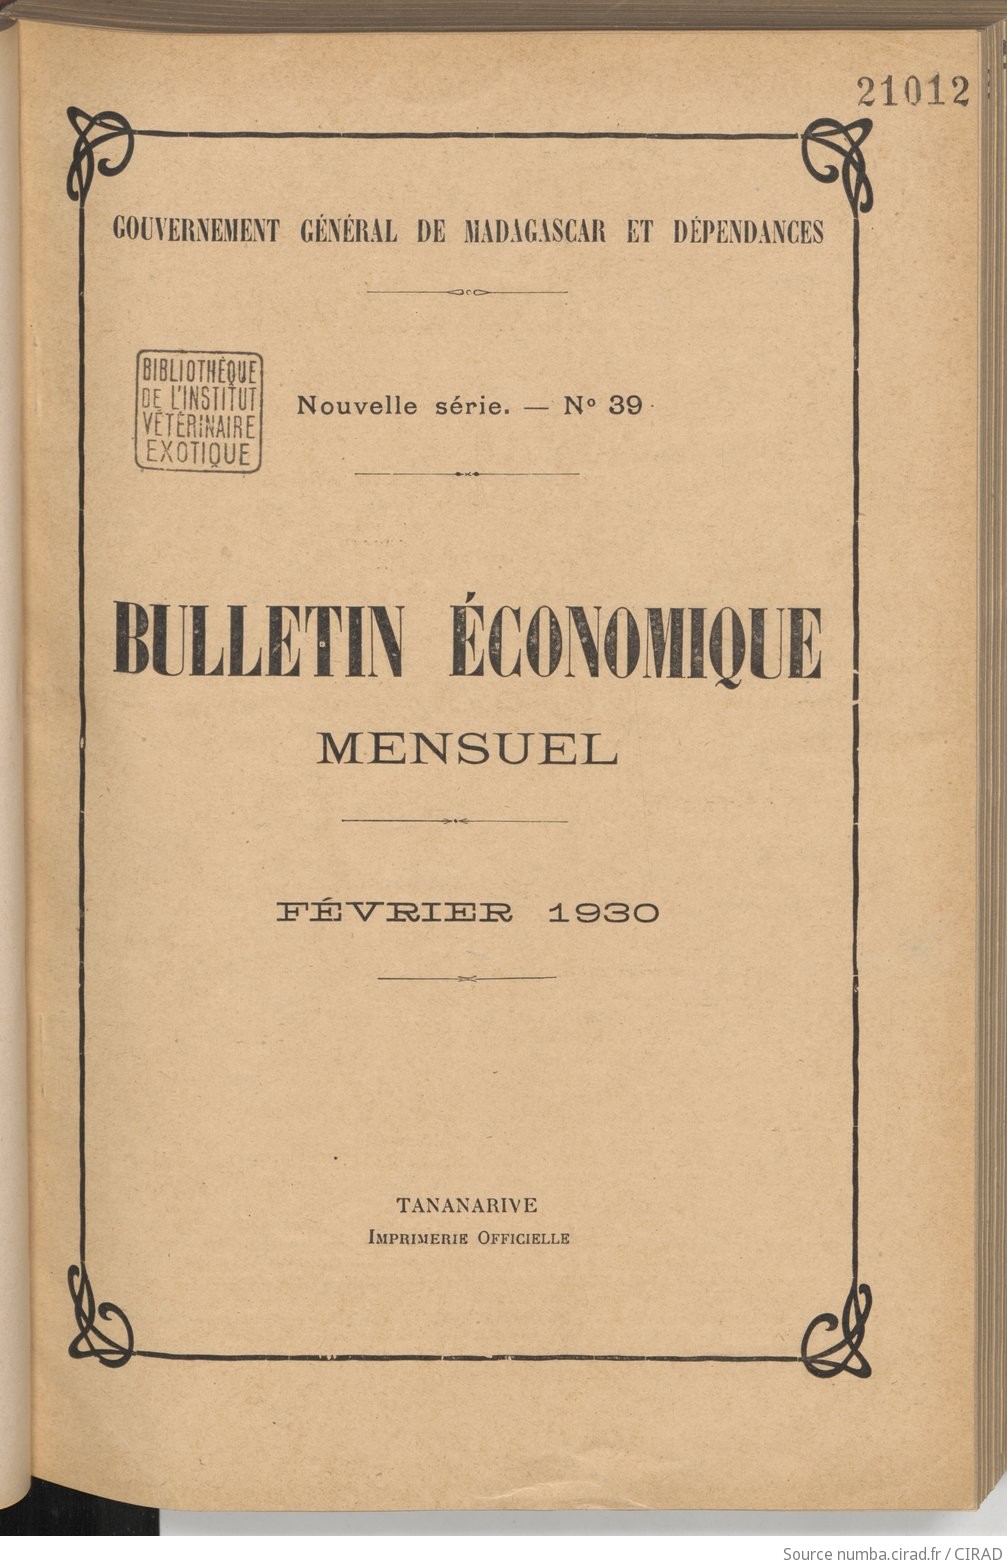 21012
GOUVERNEMENT GÉNÉRAL DE MADAGASCAR ET DÉPENDANCES
BIBLIOTHÈQUE
DE L'INSTITUT
VÉTÉRINAIRE
EXOTIQUE
Nouvelle série. — N° 39
BULLETIN ÉCONOMIQUE
MENSUEL
FÉVRIER 1930
TANANARIVE
IMPRIMERIE OFFICIELLE
Source numba.cirad.fr / CIRAD